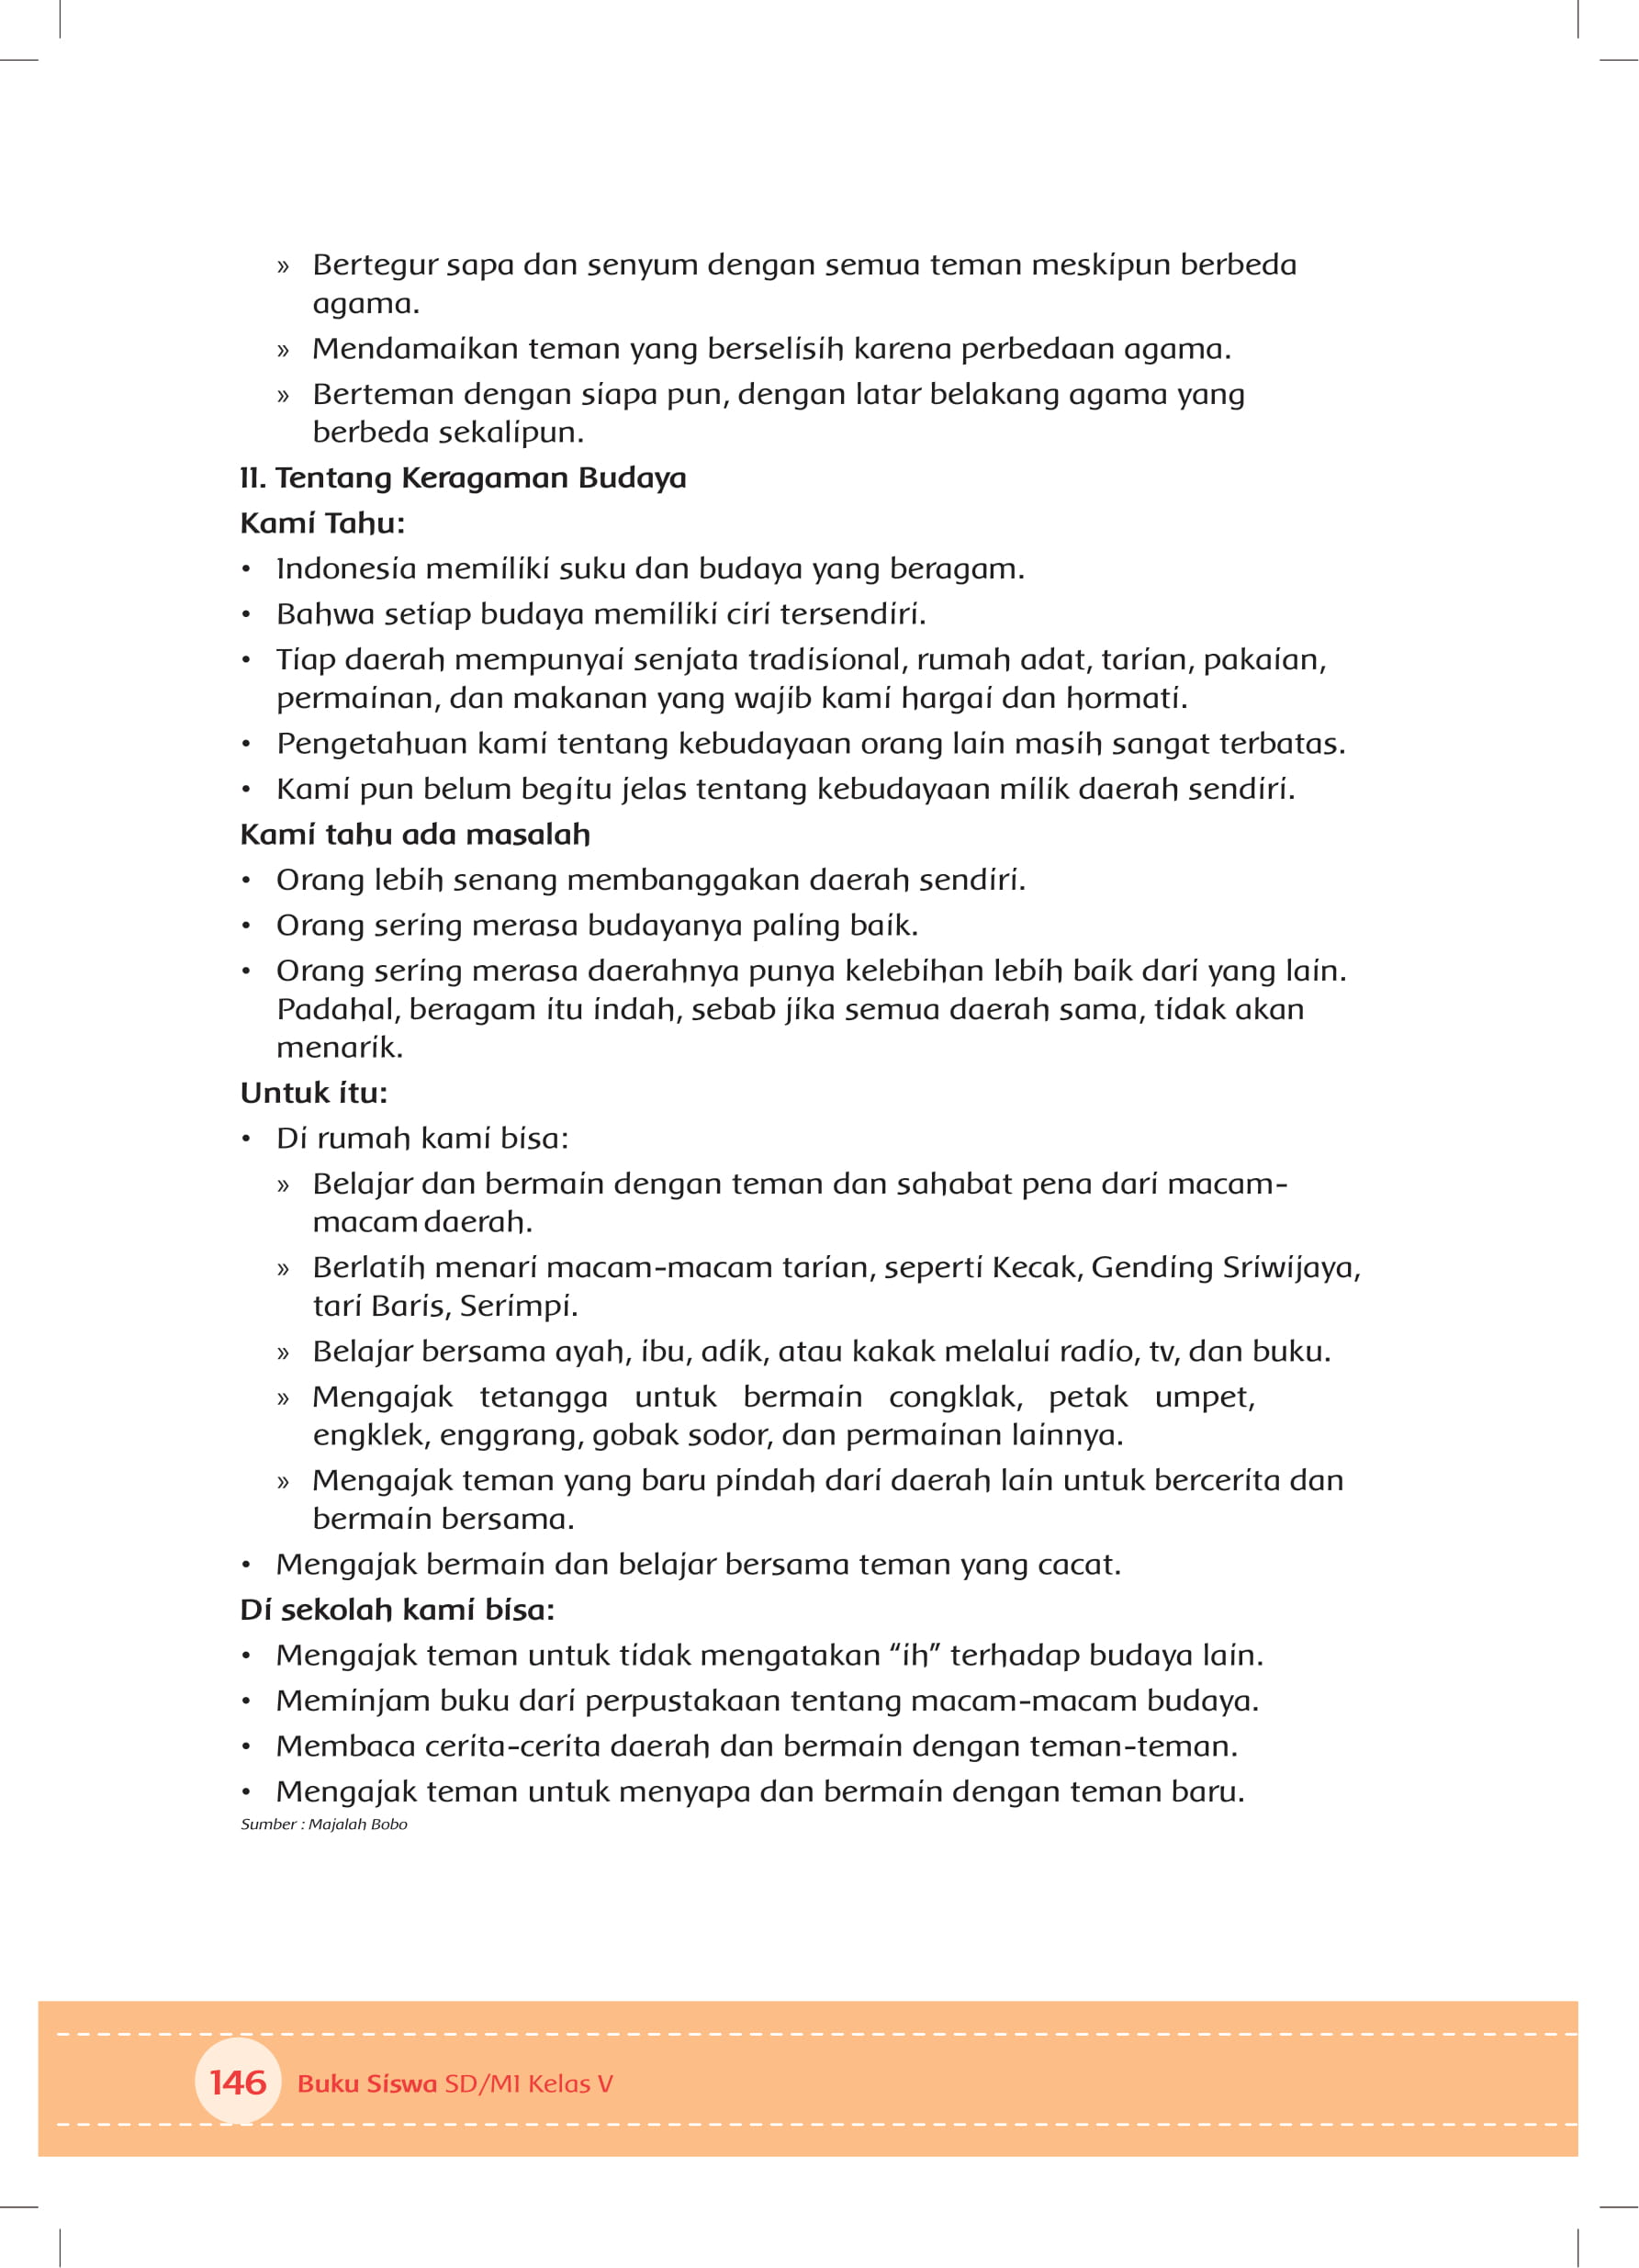 » Bertegur sapa dan senyum dengan semua teman meskipun berbeda
agama.
» Mendamaikan teman yang berselisih karena perbedaan agama.
» Berteman dengan siapa pun, dengan latar belakang agama yang
berbeda sekalipun.
II. Tentang Keragaman Budaya
Kami Tahu:
• Indonesia memiliki suku dan budaya yang beragam.
• Bahwa setiap budaya memiliki ciri tersendiri.
• Tiap daerah mempunyai senjata tradisional, rumah adat, tarian, pakaian,
permainan, dan makanan yang wajib kami hargai dan hormati.
• Pengetahuan kami tentang kebudayaan orang lain masih sangat terbatas.
• Kami pun belum begitu jelas tentang kebudayaan milik daerah sendiri.
Kami tahu ada masalah
• Orang lebih senang membanggakan daerah sendiri.
• Orang sering merasa budayanya paling baik.
• Orang sering merasa daerahnya punya kelebihan lebih baik dari yang lain.
Padahal, beragam itu indah, sebab jika semua daerah sama, tidak akan
menarik.
Untuk itu:
• Di rumah kami bisa:
» Belajar dan bermain dengan teman dan sahabat pena dari macam-
macam daerah.
» Berlatih menari macam-macam tarian, seperti Kecak, Gending Sriwijaya,
tari Baris, Serimpi.
» Belajar bersama ayah, ibu, adik, atau kakak melalui radio, tv, dan buku.
» Mengajak tetangga untuk bermain congklak, petak umpet,
engklek, enggrang, gobak sodor, dan permainan lainnya.
» Mengajak teman yang baru pindah dari daerah lain untuk bercerita dan
bermain bersama.
• Mengajak bermain dan belajar bersama teman yang cacat.
Di sekolah kami bisa:
• Mengajak teman untuk tidak mengatakan “ih” terhadap budaya lain.
• Meminjam buku dari perpustakaan tentang macam-macam budaya.
• Membaca cerita-cerita daerah dan bermain dengan teman-teman.
• Mengajak teman untuk menyapa dan bermain dengan teman baru.
Sumber : Majalah Bobo
146 Buku Siswa SD/MI Kelas V